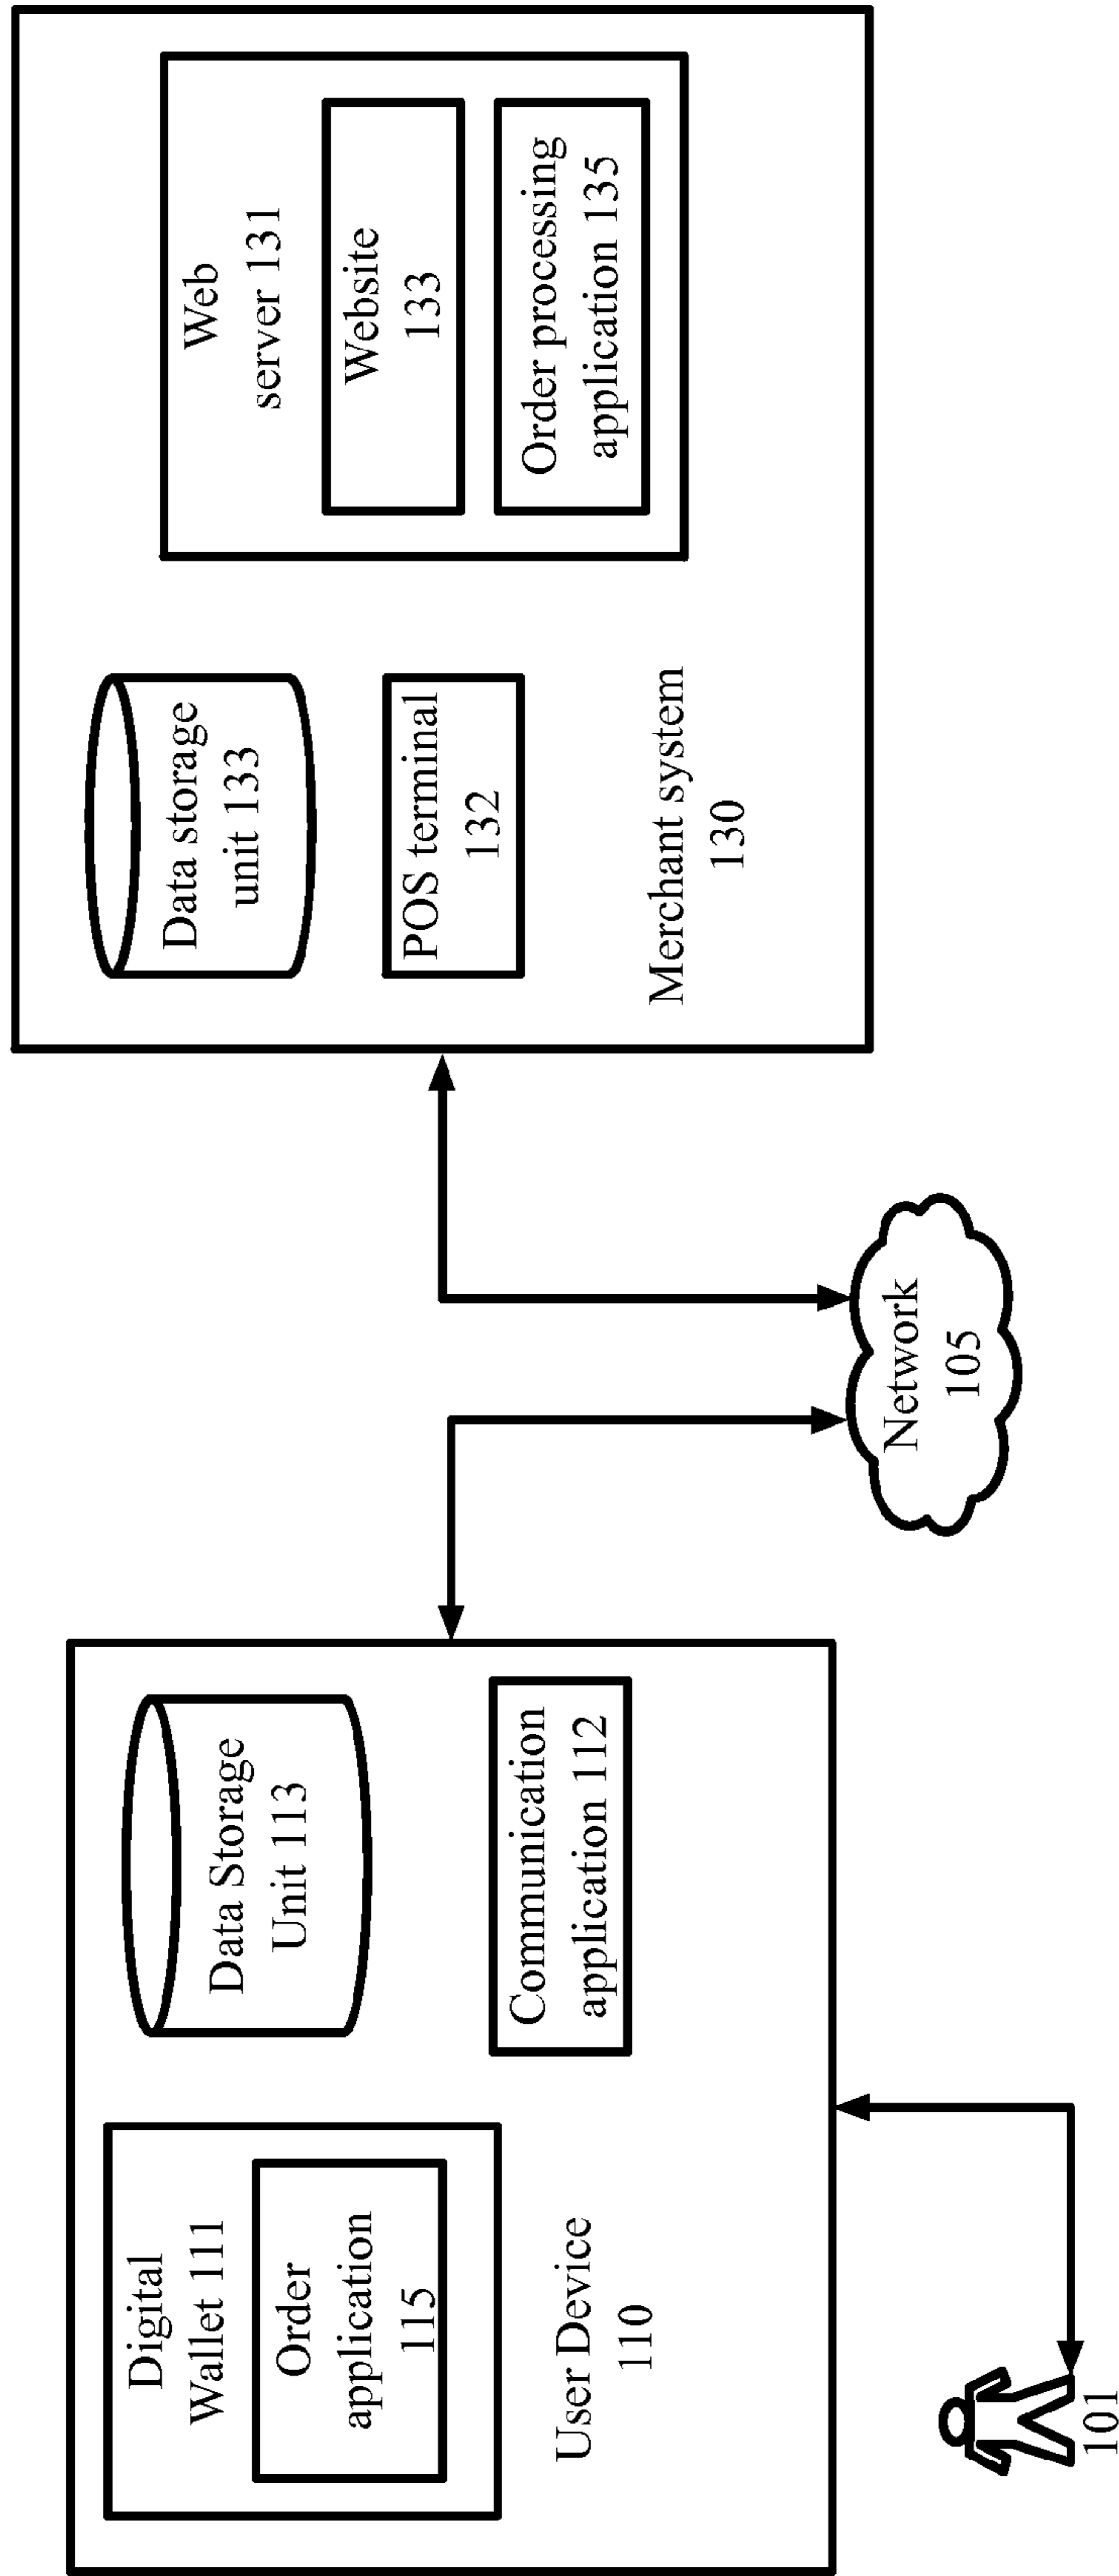 Digital
Wallet 111
Order
application
115
Data Storage
Unit 113
Communication
application 112
User Device
110
101
Network
105
Data storage
unit 133
POS terminal
132
Merchant system
130
Web
server 131
Website
133
Order processing
application 135